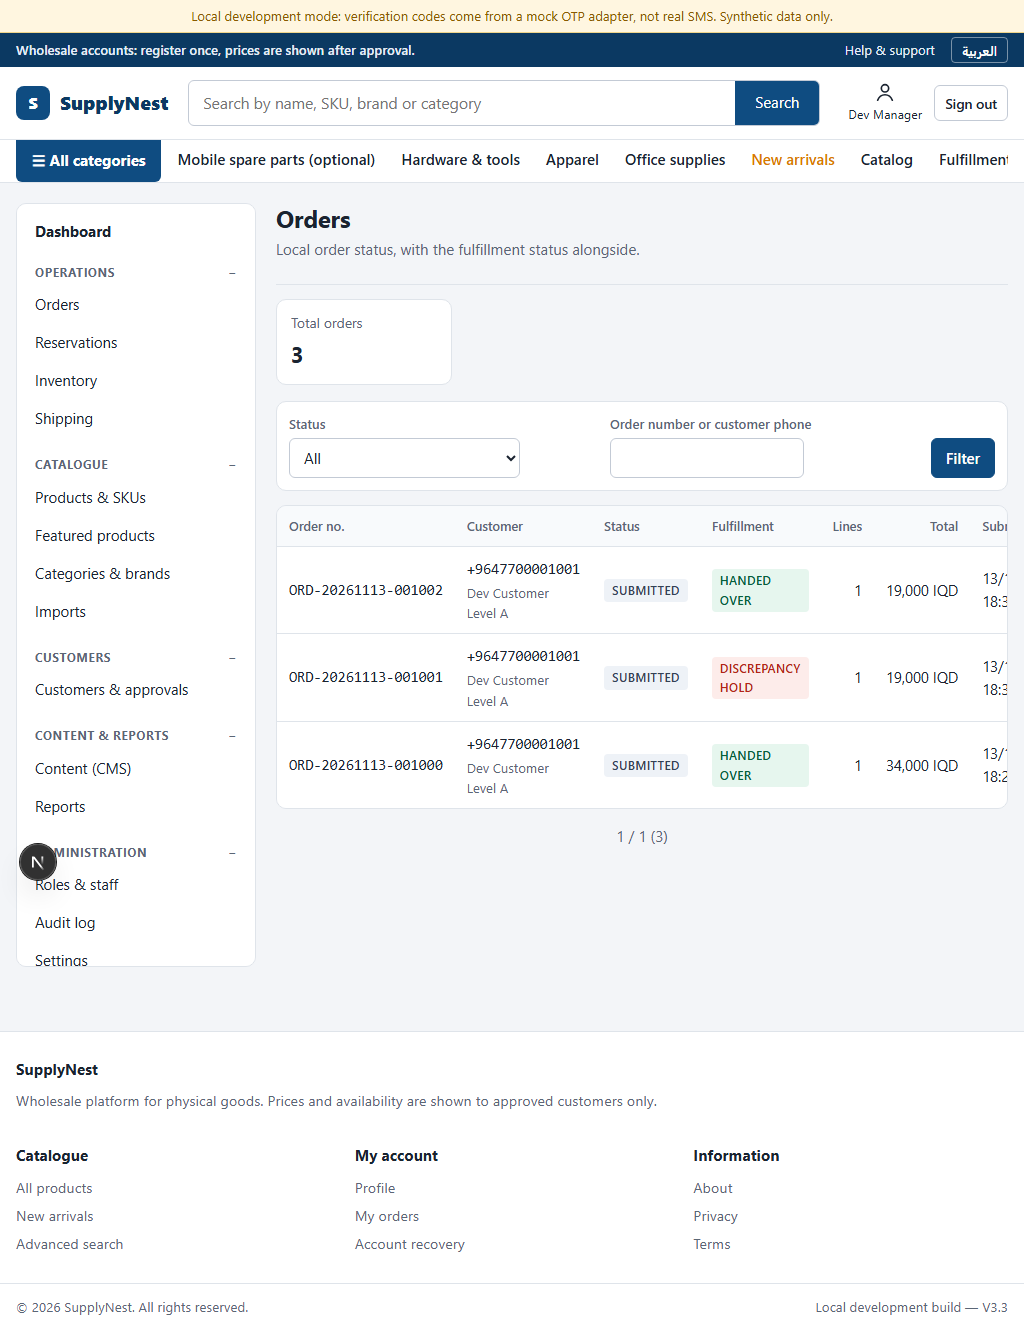 Local development mode: verification codes come from a mock OTP adapter, not real SMS. Synthetic data only.
Wholesale accounts: register once, prices are shown after approval.
Help & support
العربية
S
SupplyNest
Search by name, SKU, brand or category
Search
Dev Manager
Sign out
☰ All categories
Mobile spare parts (optional)
Hardware & tools
Apparel
Office supplies
New arrivals
Catalog
Fulfillment
Dashboard
OPERATIONS –
Orders
Reservations
Inventory
Shipping
CATALOGUE –
Products & SKUs
Featured products
Categories & brands
Imports
CUSTOMERS –
Customers & approvals
CONTENT & REPORTS –
Content (CMS)
Reports
MINISTRATION –
N
Roles & staff
Audit log
Settings
Orders
Local order status, with the fulfillment status alongside.
Total orders
3
Status
All
Order number or customer phone
Filter
Order no. Customer Status Fulfillment Lines Total
ORD-20261113-001002
+9647700001001
Dev Customer
Level A
SUBMITTED
HANDED
OVER
1
19,000 IQD
ORD-20261113-001001
+9647700001001
Dev Customer
Level A
SUBMITTED
DISCREPANCY
HOLD
1
19,000 IQD
ORD-20261113-001000
+9647700001001
Dev Customer
Level A
SUBMITTED
HANDED
OVER
1
34,000 IQD
1 / 1 (3)
SupplyNest
Wholesale platform for physical goods. Prices and availability are shown to approved customers only.
Catalogue
All products
New arrivals
Advanced search
My account
Profile
My orders
Account recovery
Information
About
Privacy
Terms
© 2026 SupplyNest. All rights reserved.
Local development build — V3.3